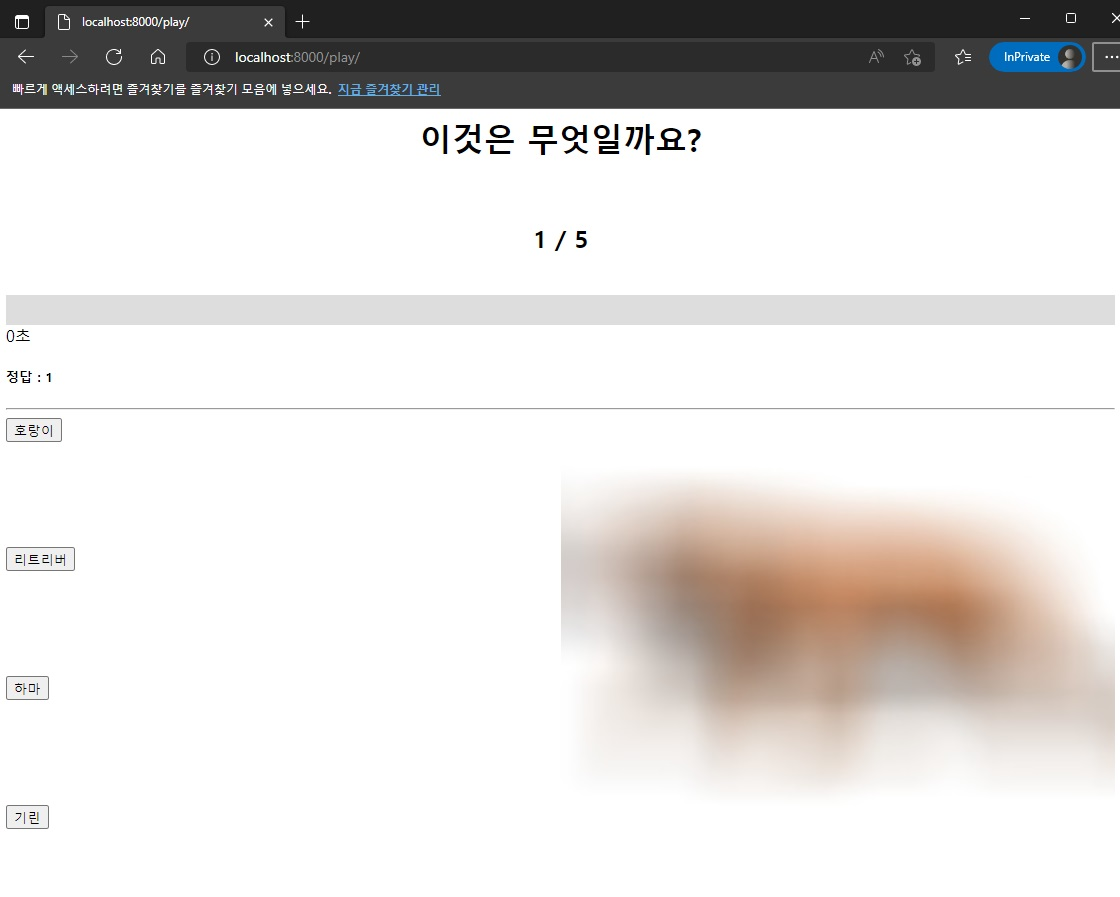 localhost:8000/play/
localhost:8000/play/
InPrivate
빠르게 액세스하려면 즐겨찾기를 즐겨찾기 모음에 넣으세요. 지금 즐겨찾기 관리
이것은 무엇일까요?
1 / 5
0초
정답 : 1
호랑이
리트리버
하마
기린